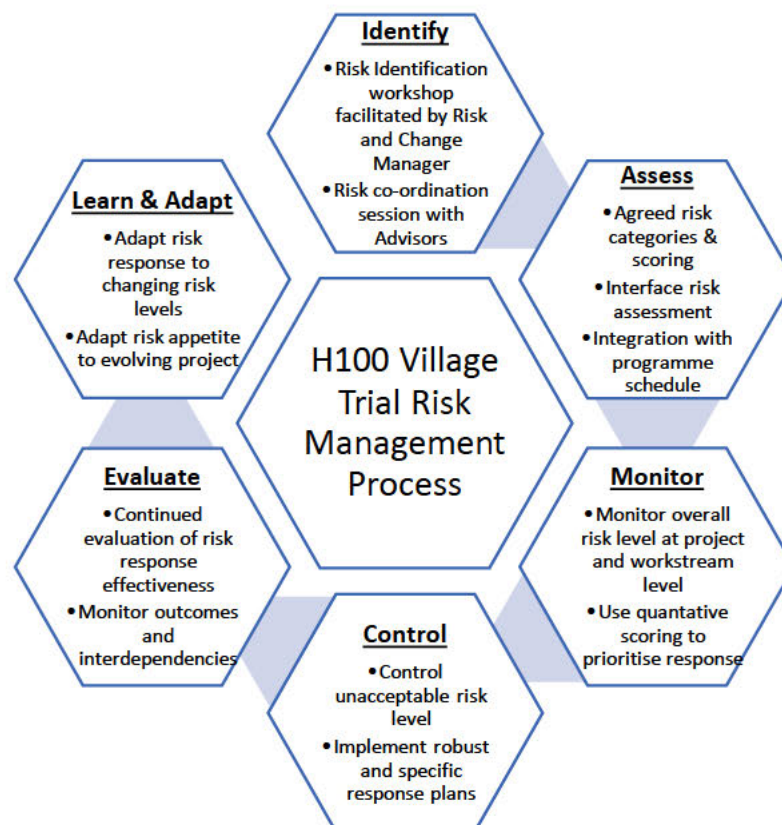 Identify
•Risk Identification
workshop
facilitated by Risk
and Change
Manager
•Risk co-ordination
session with
Advisors
Assess
•Agreed risk
categories &
scoring
•Interface risk
assessment
•Integration with
programme
schedule
Monitor
•Monitor overall
risk level at project
and workstream
level
•Use quantative
scoring to
prioritise response
Control
•Control
unacceptable risk
level
•Implement robust
and specific
response plans
Evaluate
•Continued
evaluation of risk
response
effectiveness
•Monitor outcomes
and
interdependencies
Learn & Adapt
•Adapt risk
response to
changing risk
levels
•Adapt risk appetite
to evolving project
H100 Village
Trial Risk
Management
Process